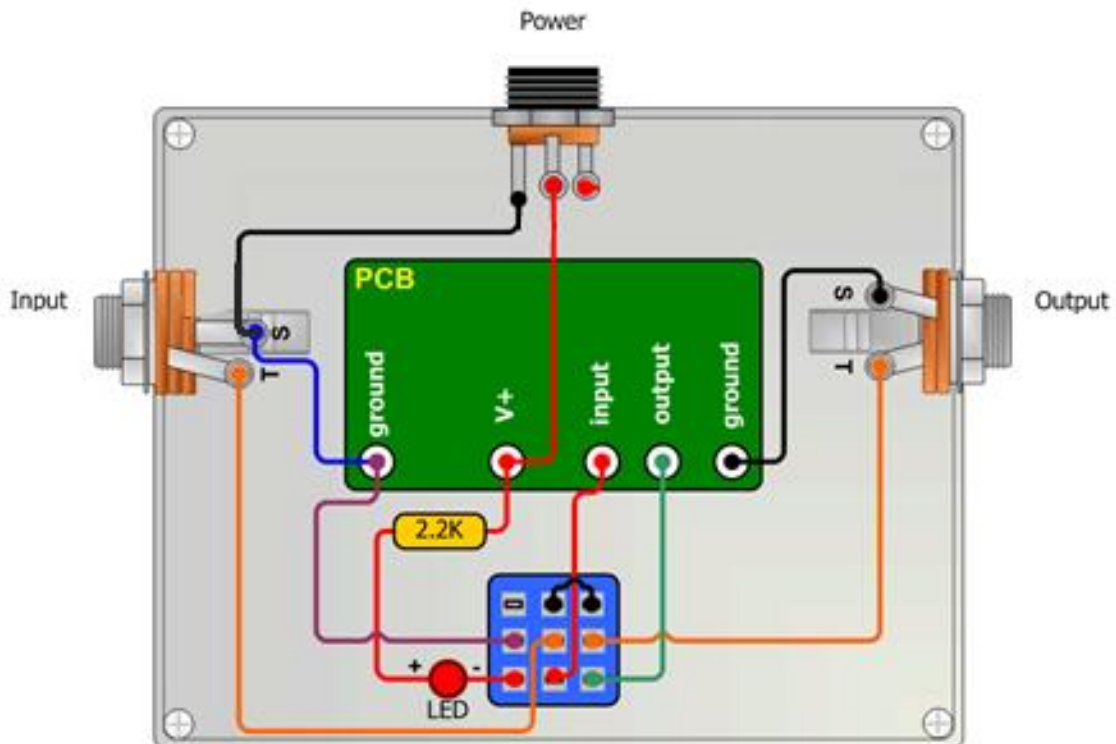 Power
PCB
Input
S
T
S
T
Output
ground
V+
input
output
ground
2.2K
+
-
LED